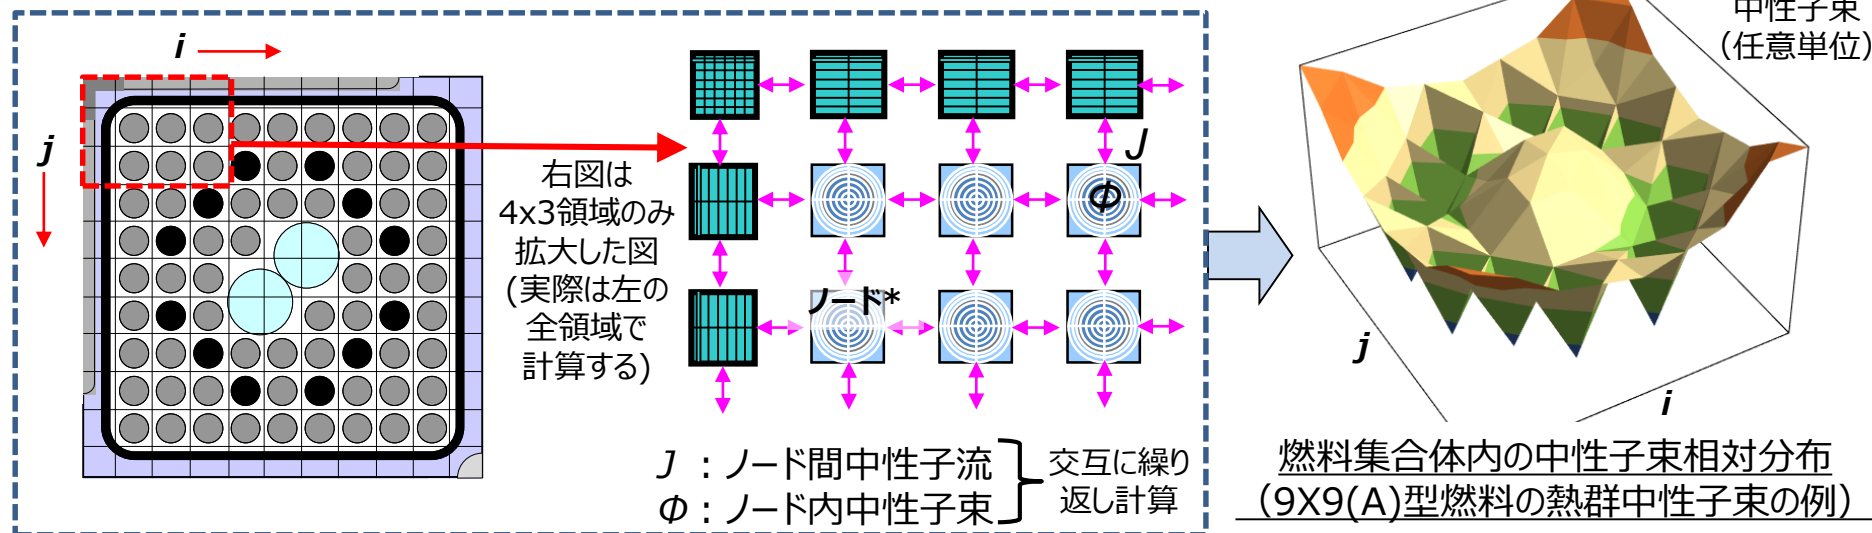 i
j
右図は
4x3領域のみ
拡大した図
(実際は左の
全領域で
計算する)
J
Φ
ノード*
J ：ノード間中性子流
Φ：ノード内中性子束
交互に繰り
返し計算
中性子束
（任意単位）
j
i
燃料集合体内の中性子束相対分布
（9X9(A)型燃料の熱群中性子束の例）